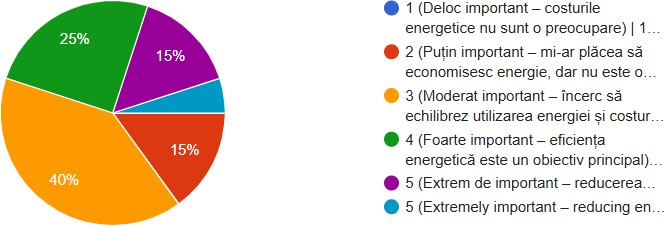 25%
15%
15%
40%
1 (Deloc important – costurile
energetice nu sunt o preocupare) | 1…
2 (Puțin important – mi-ar plăcea să
economisesc energie, dar nu este o…
3 (Moderat important – încerc să
echilibrez utilizarea energiei și costur…
4 (Foarte important – eficiența
energetică este un obiectiv principal)…
5 (Extrem de important – reducerea…
5 (Extremely important – reducing en…